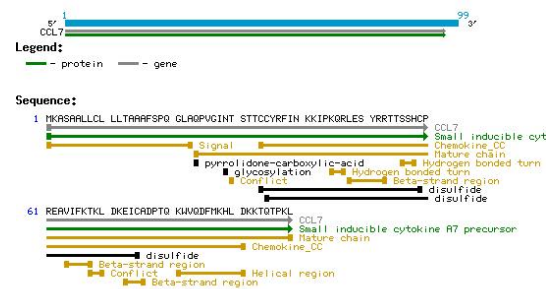 1 99
5' 3'
CCL7
Legend:
- protein - gene
Sequence:
1 MKASAALLCL LLTAAAFSPQ GLAQPVGINT STTCCYRFIN KKIPKQRLES YRRTTSSHCP
CCL7
Small inducible cyt
Signal Chemokine_CC
Mature chain
pyrrolidone-carboxylic-acid Hydrogen bonded turn
glycosylation Hydrogen bonded turn
Conflict Beta-strand region
disulfide
disulfide
61 REAVIFKTKL DKEICADPTQ KWVQDFMKHL DKKTQTPKL
CCL7
Small inducible cytokine A7 precursor
Mature chain
Chemokine_CC
disulfide
Beta-strand region
Conflict Helical region
Beta-strand region